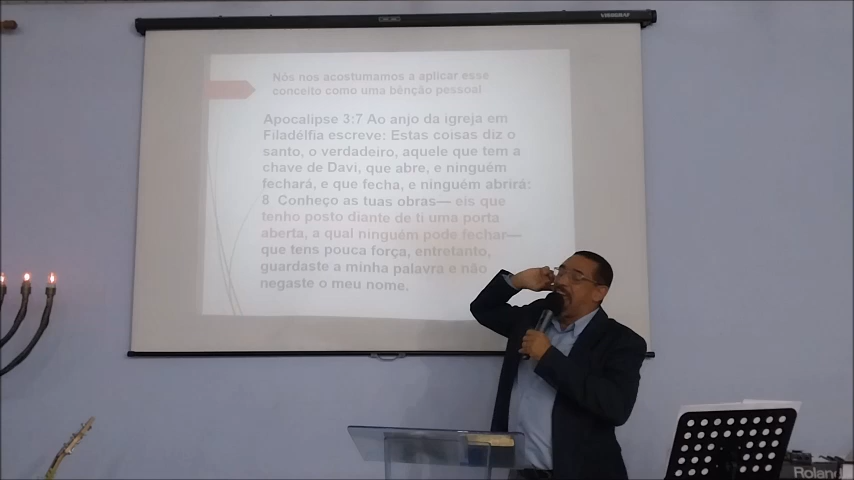 VISOGRAF
Nós nos acostumamos a aplicar esse
conceito como uma bênção pessoal
Apocalipse 3:7 Ao anjo da igreja em
Filadélfia escreve: Estas coisas diz o
santo, o verdadeiro, aquele que tem a
chave de Davi, que abre, e ninguém
fechará, e que fecha, e ninguém abrirá:
8 Conheço as tuas obras— eis que
tenho posto diante de ti uma porta
aberta, a qual ninguém pode fechar—
que tens pouca força, entretanto,
guardaste a minha palavra e não
negaste o meu nome.
Roland